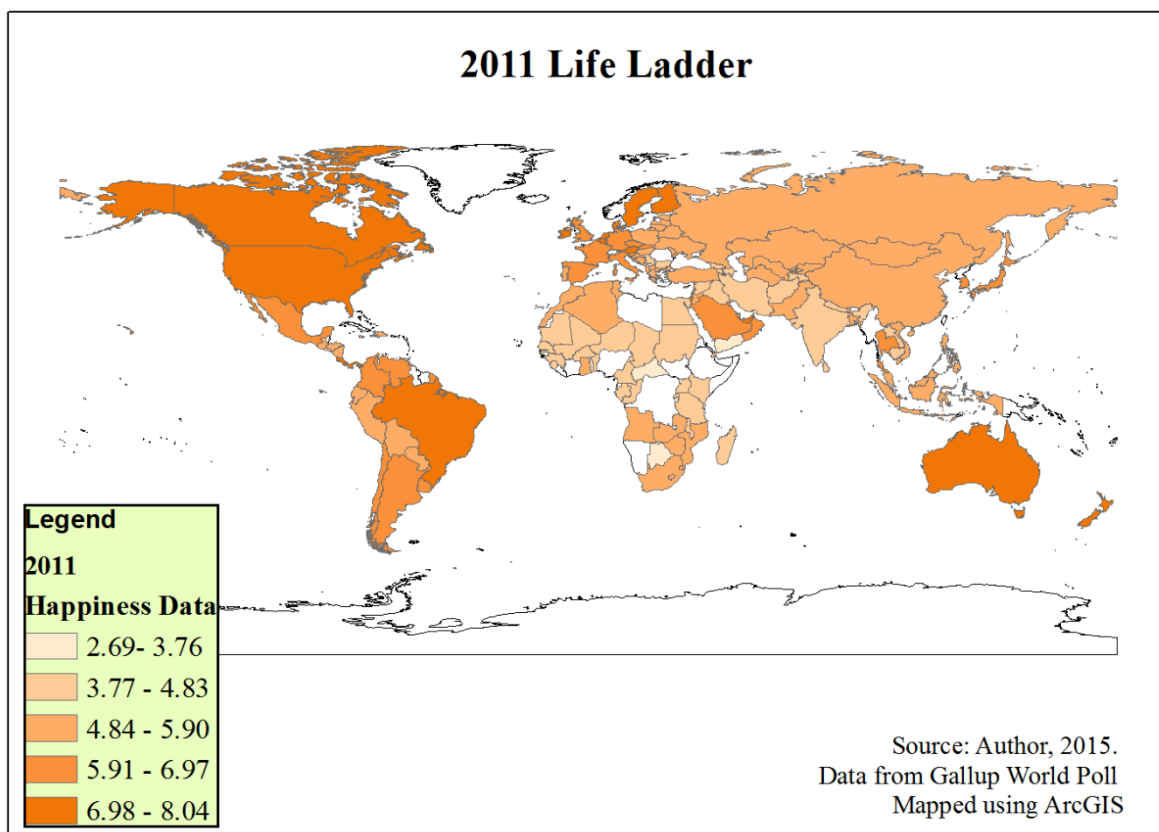 2011 Life Ladder
Legend
2011
Happiness Data
2.69- 3.76
3.77 - 4.83
4.84 - 5.90
5.91 - 6.97
6.98 - 8.04
Source: Author, 2015.
Data from Gallup World Poll
Mapped using ArcGIS